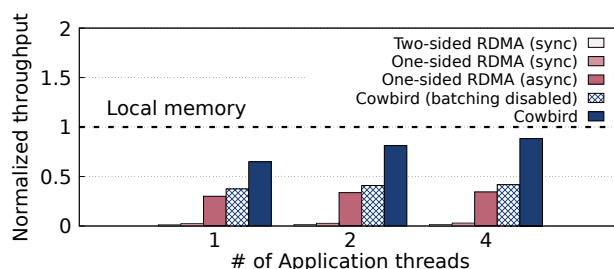 Normalized throughput
2
1.5
1
0.5
0
Two-sided RDMA (sync)
One-sided RDMA (sync)
One-sided RDMA (async)
Cowbird (batching disabled)
Cowbird
Local memory
1 2 4
# of Application threads